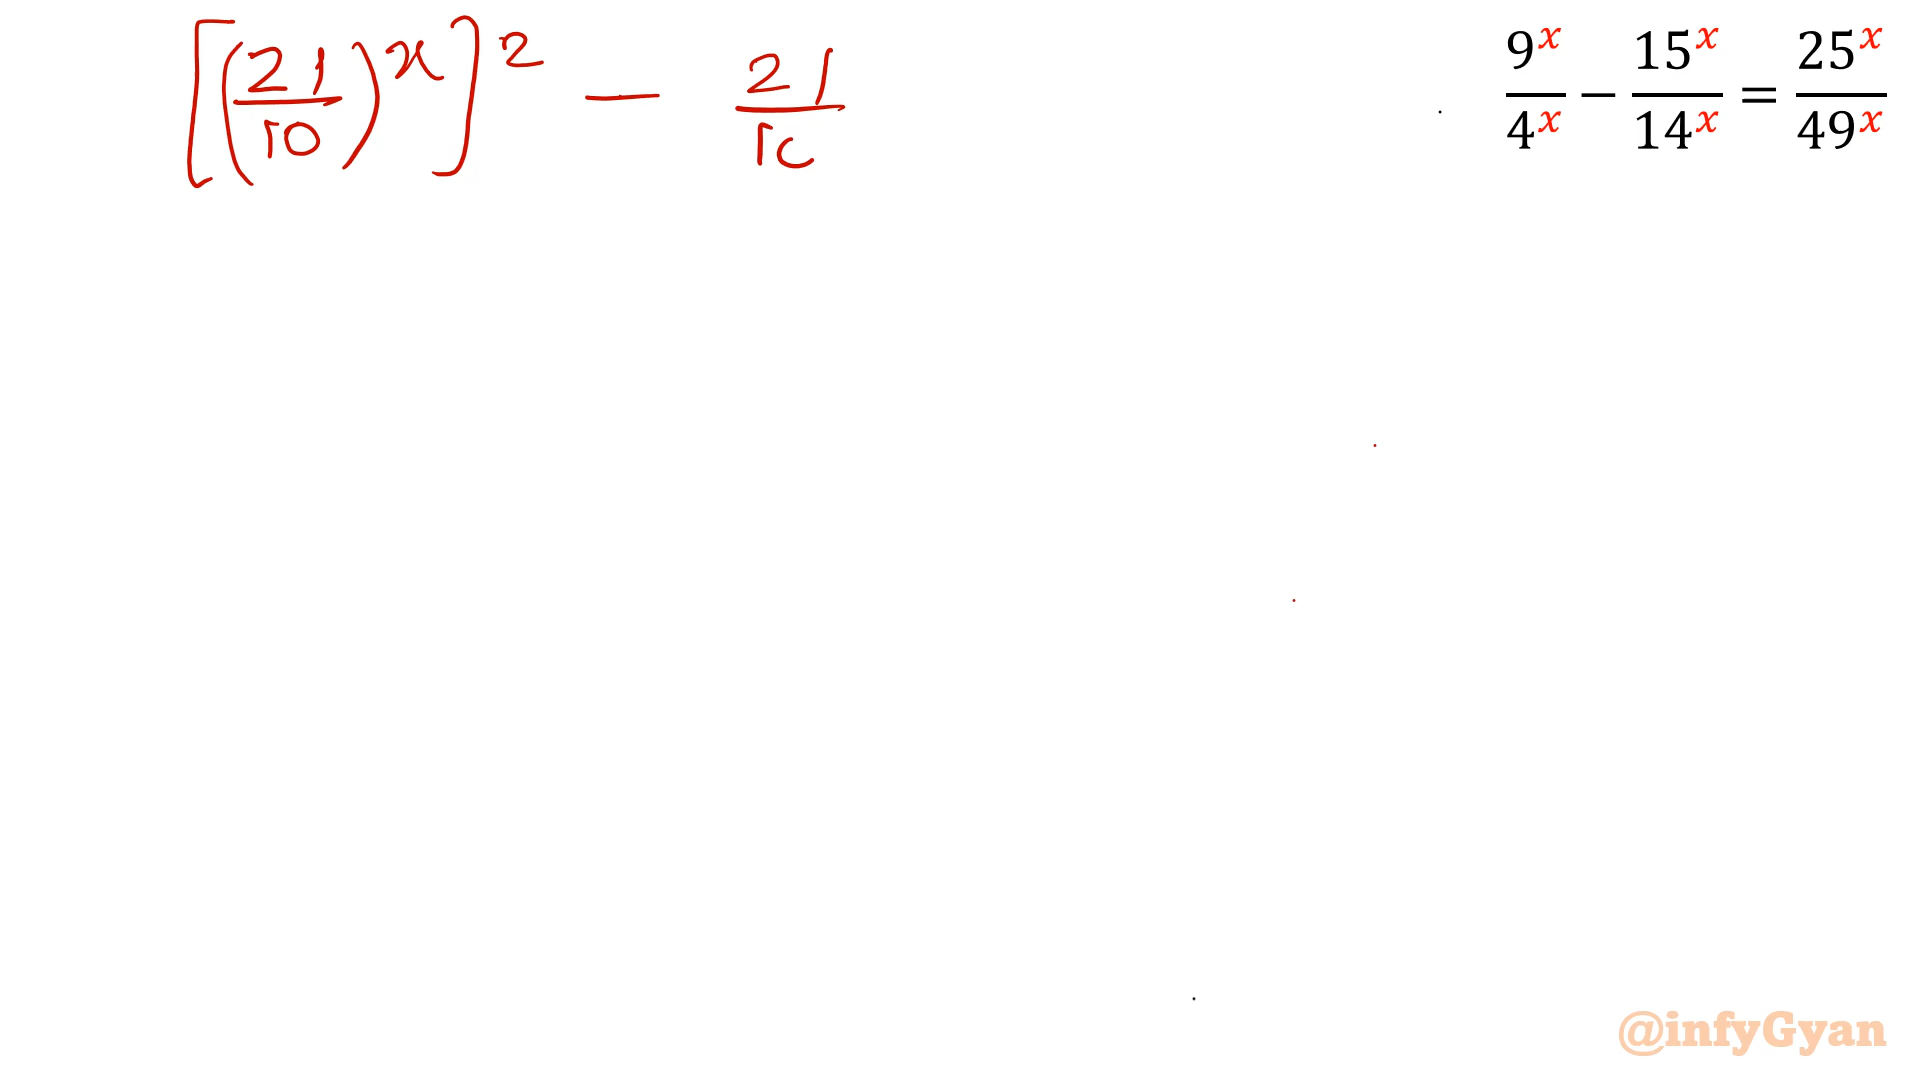 [(21/10)^x]^2 − 21/10
9^x/4^x − 15^x/14^x = 25^x/49^x
@infyGyan